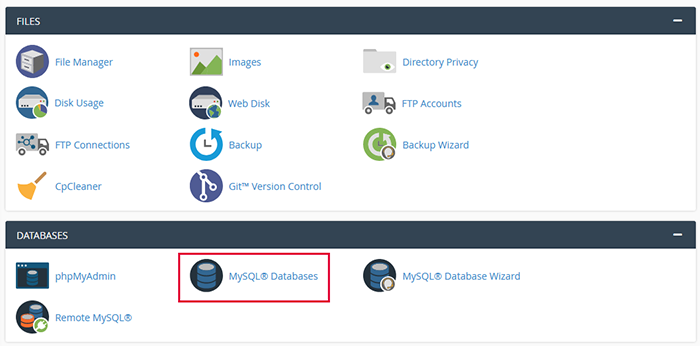 FILES
File Manager
Images
Directory Privacy
Disk Usage
Web Disk
FTP Accounts
FTP Connections
Backup
Backup Wizard
CpCleaner
Git™ Version Control
DATABASES
phpMyAdmin
MySQL® Databases
MySQL® Database Wizard
Remote MySQL®